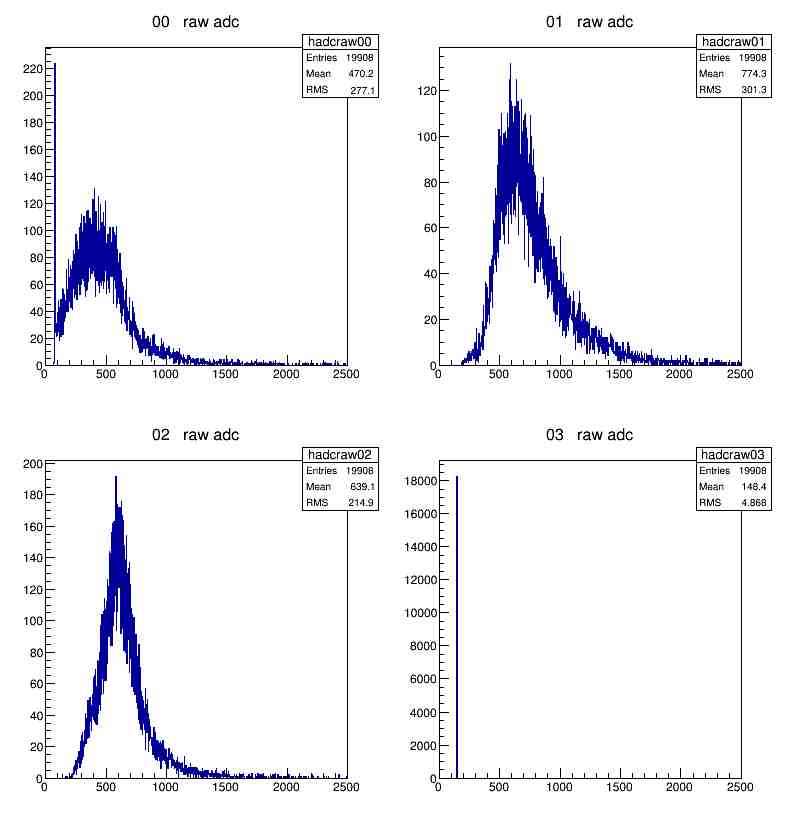 00 raw adc
hadcraw00
Entries 19908
Mean 470.2
RMS 277.1
220
200
180
160
140
120
100
80
60
40
20
0
0 500 1000 1500 2000 2500
01 raw adc
hadcraw01
Entries 19908
Mean 774.3
RMS 301.3
120
100
80
60
40
20
0
0 500 1000 1500 2000 2500
02 raw adc
hadcraw02
Entries 19908
Mean 639.1
RMS 214.9
200
180
160
140
120
100
80
60
40
20
0
0 500 1000 1500 2000 2500
03 raw adc
hadcraw03
Entries 19908
Mean 148.4
RMS 4.868
18000
16000
14000
12000
10000
8000
6000
4000
2000
0
0 500 1000 1500 2000 2500